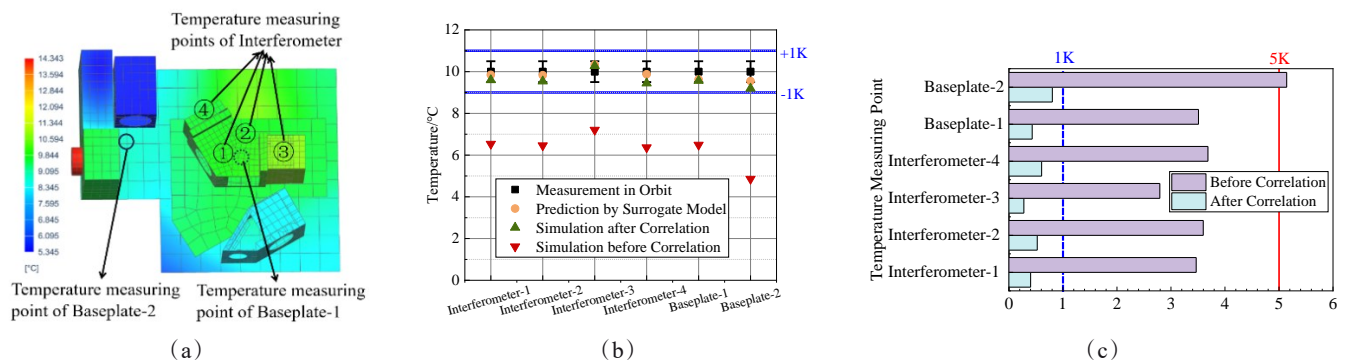 Temperature measuring
points of Interferometer
14.343
13.594
12.844
12.094
11.344
10.594
9.844
9.095
8.345
7.595
6.845
6.095
5.345
[°C]
④
②
①
③
Temperature measuring
point of Baseplate-2
Temperature measuring
point of Baseplate-1
(a)
Temperature/°C
12
10
8
6
4
2
0
+1K
-1K
Measurement in Orbit
Prediction by Surrogate Model
Simulation after Correlation
Simulation before Correlation
Interferometer-1
Interferometer-2
Interferometer-3
Interferometer-4
Baseplate-1
Baseplate-2
(b)
Temperature Measuring Point
1K
5K
Baseplate-2
Baseplate-1
Interferometer-4
Interferometer-3
Interferometer-2
Interferometer-1
Before Correlation
After Correlation
0 1 2 3 4 5 6
(c)